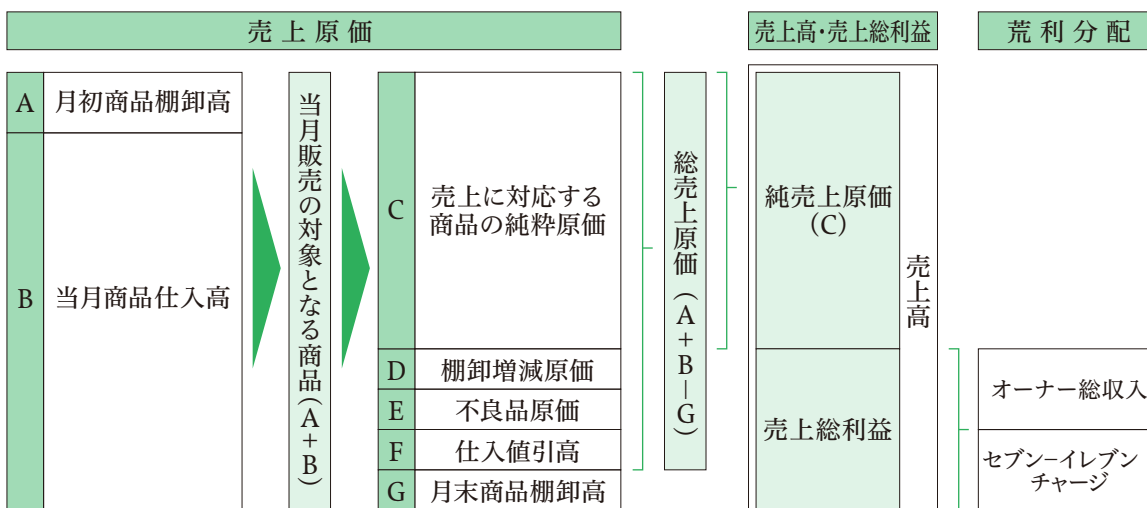 売上原価
売上高・売上総利益
荒利分配
A
月初商品棚卸高
B
当月商品仕入高
当月販売の対象となる商品(A+B)
C
売上に対応する
商品の純粋原価
D
棚卸増減原価
E
不良品原価
F
仕入値引高
G
月末商品棚卸高
総売上原価(A+B−G)
純売上原価
(C)
売上総利益
売上高
オーナー総収入
セブン−イレブン
チャージ